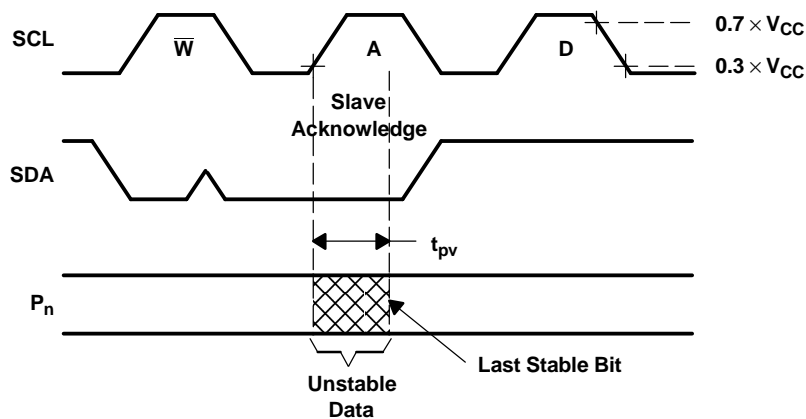 SCL
W̅
A
D
0.7 × VCC
0.3 × VCC
Slave
Acknowledge
SDA
tpv
Pn
Last Stable Bit
Unstable
Data